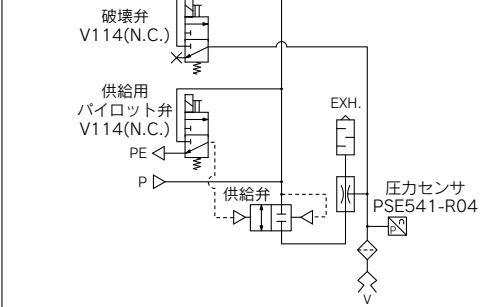 破壊弁
V114(N.C.)
供給用
パイロット弁
V114(N.C.)
PE
P
供給弁
EXH.
圧力センサ
PSE541-R04
P
V